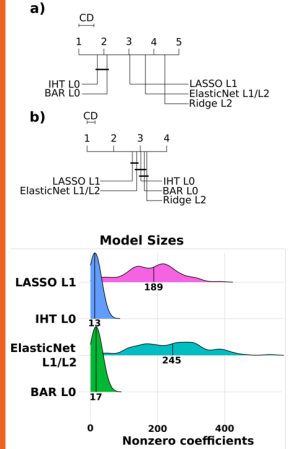 a)
CD
1 2 3 4 5
IHT L0
BAR L0
LASSO L1
ElasticNet L1/L2
Ridge L2
b)
CD
1 2 3 4
LASSO L1
ElasticNet L1/L2
IHT L0
BAR L0
Ridge L2
Model Sizes
LASSO L1
189
IHT L0
13
ElasticNet
L1/L2
245
BAR L0
17
0 200 400
Nonzero coefficients